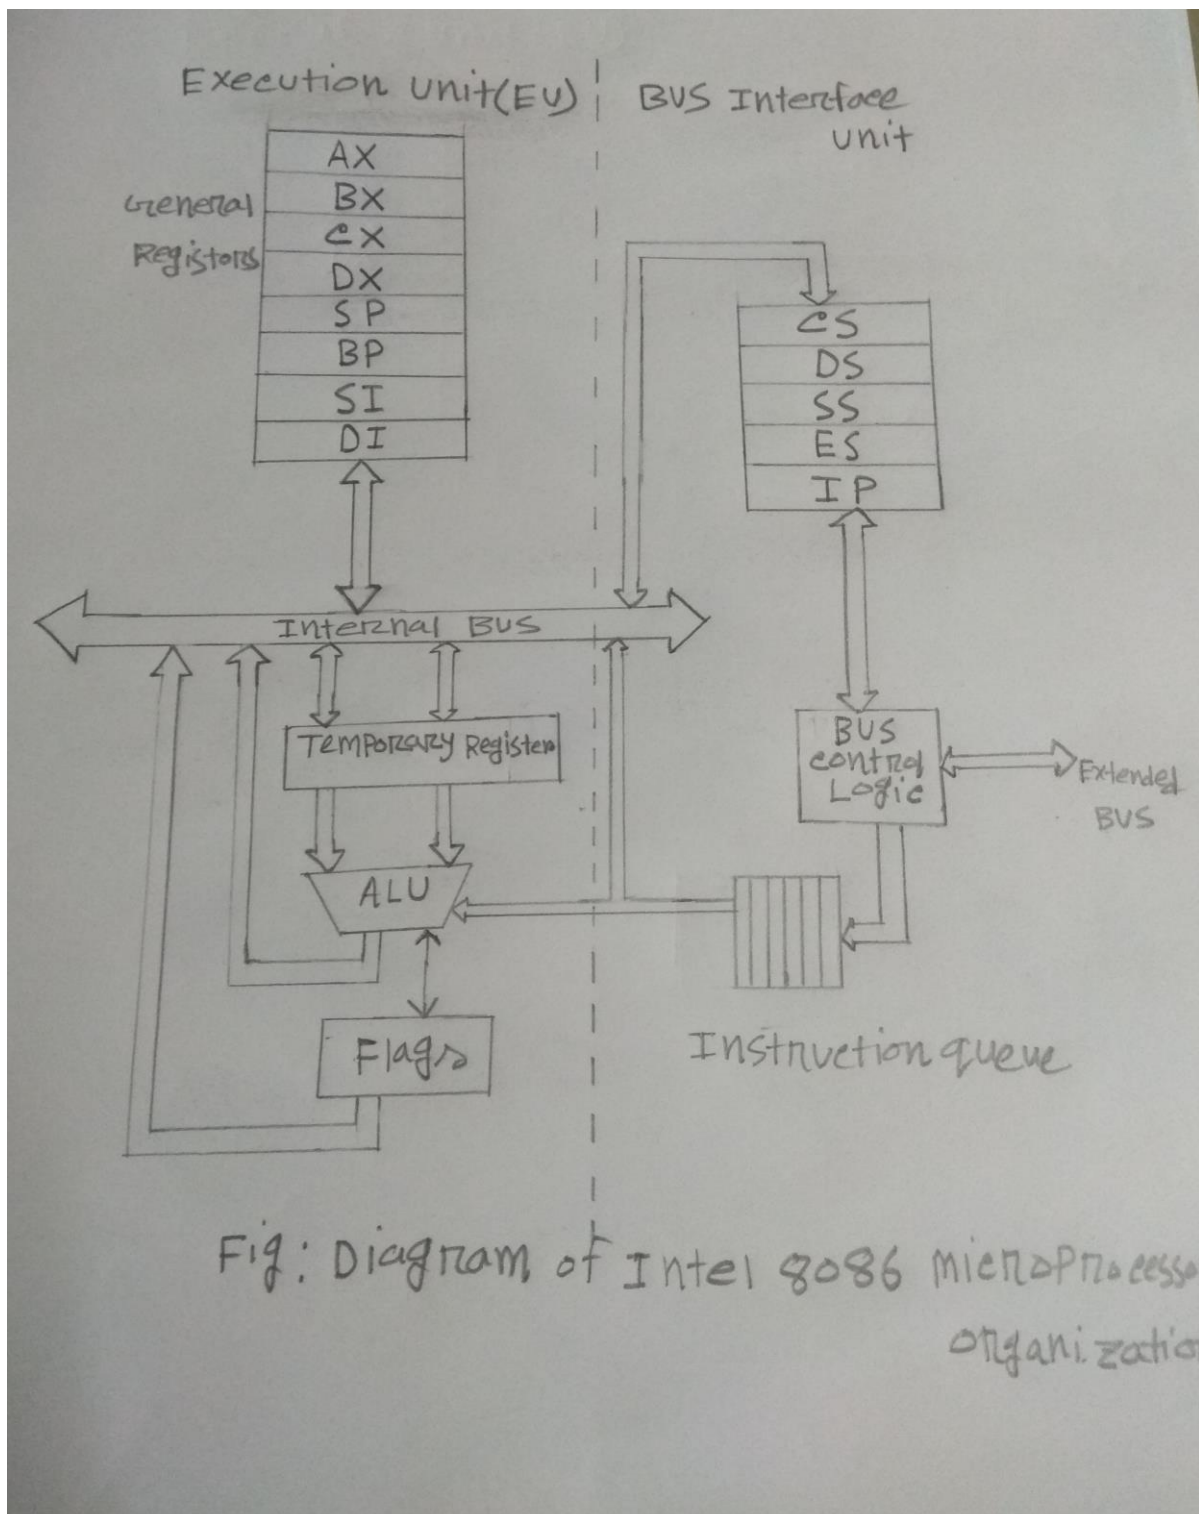 Execution unit(EU)
BUS Interface
unit
General
Registors
AX
BX
CX
DX
SP
BP
SI
DI
CS
DS
SS
ES
IP
Internal BUS
Temporary Register
BUS
control
Logic
Extended
BUS
ALU
Flags
Instruction queue
Fig: Diagram of Intel 8086 microprocesso
organizatio